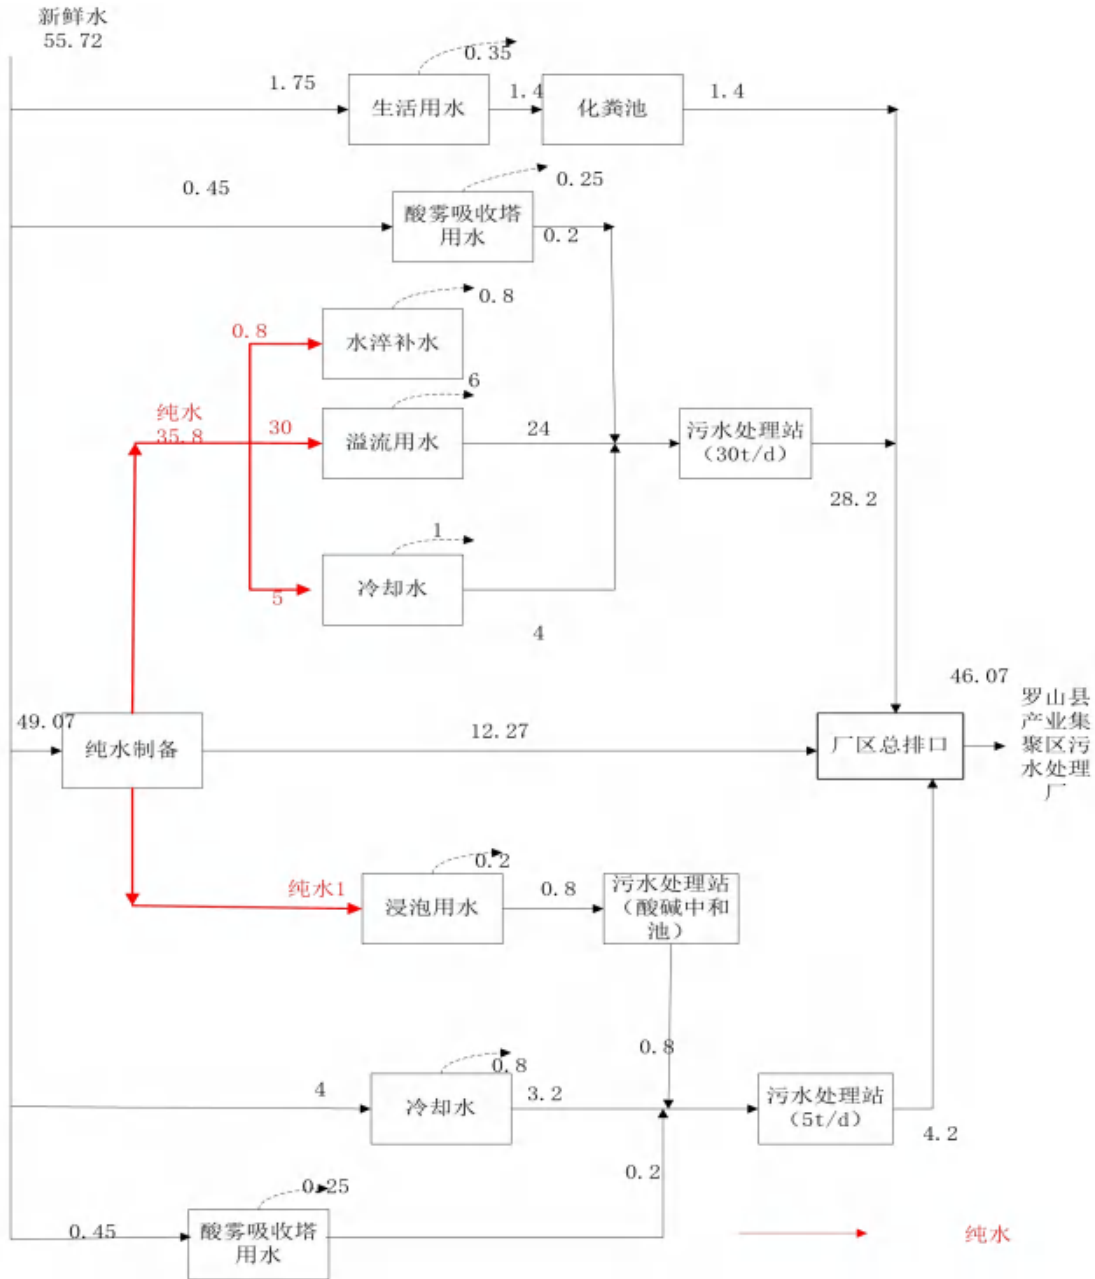 新鲜水
55.72
0.35
1.75
生活用水
1.4
化粪池
1.4
0.25
0.45
酸雾吸收塔
用水
0.2
0.8
0.8
水淬补水
6
纯水
35.8
30
溢流用水
24
污水处理站
（30t/d）
28.2
1
5
冷却水
4
46.07
罗山县
产业集
聚区污
水处理
厂
49.07
纯水制备
12.27
厂区总排口
0.2
纯水1
浸泡用水
0.8
污水处理站
（酸碱中和
池）
0.8
0.8
4
冷却水
3.2
污水处理站
（5t/d）
4.2
0.2
0.25
0.45
酸雾吸收塔
用水
纯水